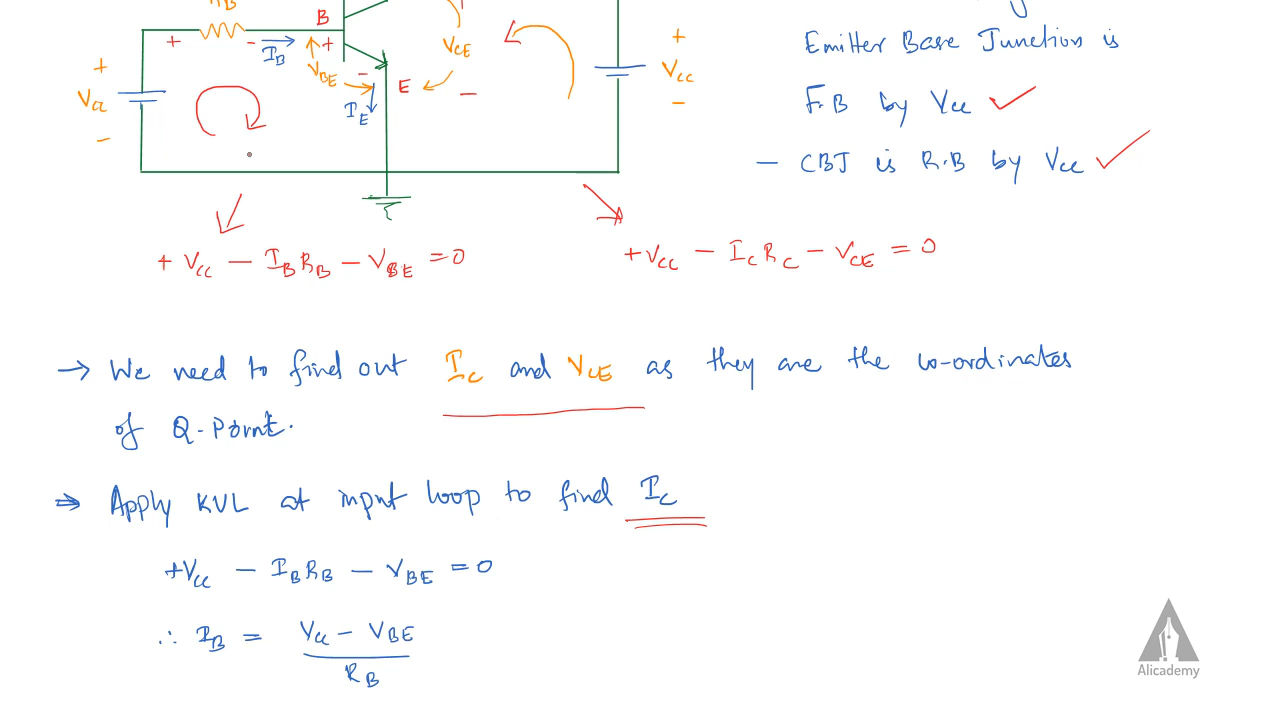 R_B
B
+ - + V_CE +
I_B V_BE V_CC
+ - E - -
V_CC I_E
-
Emitter Base Junction is
F.B by V_CC ✓
- CBJ is R.B by V_CC ✓
+ V_CC - I_B R_B - V_BE = 0
+V_CC - I_C R_C - V_CE = 0
→ We need to find out I_C and V_CE as they are the co-ordinates
of Q-Point.
⇒ Apply KVL at input loop to find I_C
+V_CC - I_B R_B - V_BE = 0
∴ I_B = V_CC - V_BE
R_B
Alicademy